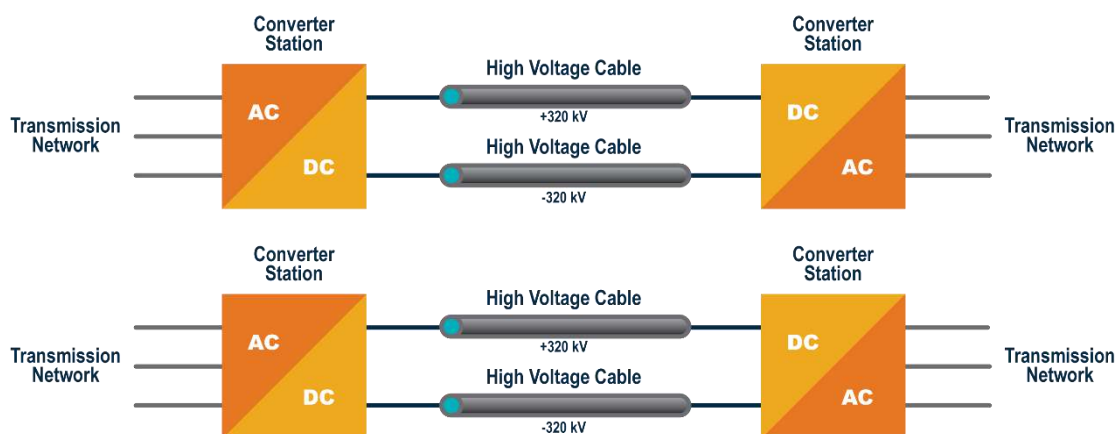 Converter
Station
Converter
Station
High Voltage Cable
AC
DC
+320 kV
Transmission
Network
Transmission
Network
High Voltage Cable
DC
AC
-320 kV
Converter
Station
Converter
Station
High Voltage Cable
AC
DC
+320 kV
Transmission
Network
Transmission
Network
High Voltage Cable
DC
AC
-320 kV